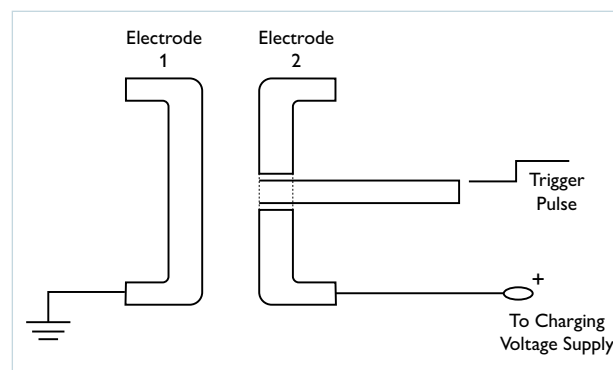 Electrode
1
Electrode
2
Trigger
Pulse
+
To Charging
Voltage Supply